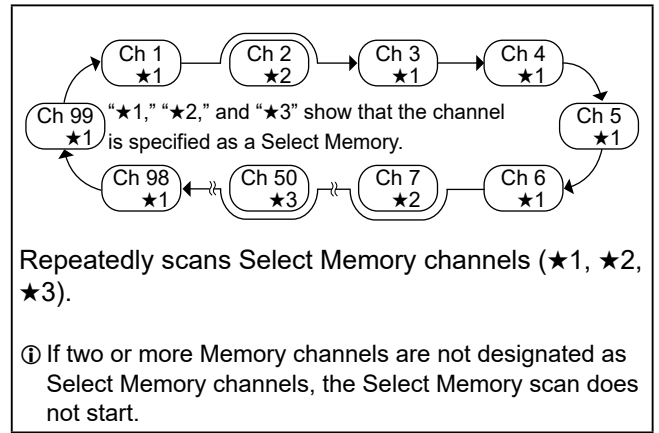 Ch 1
★1
Ch 2
★2
Ch 3
★1
Ch 4
★1
Ch 99
★1
“★1,” “★2,” and “★3” show that the channel
is specified as a Select Memory.
Ch 5
★1
Ch 98
★1
Ch 50
★3
Ch 7
★2
Ch 6
★1
Repeatedly scans Select Memory channels (★1, ★2,
★3).
ⓘ If two or more Memory channels are not designated as
Select Memory channels, the Select Memory scan does
not start.